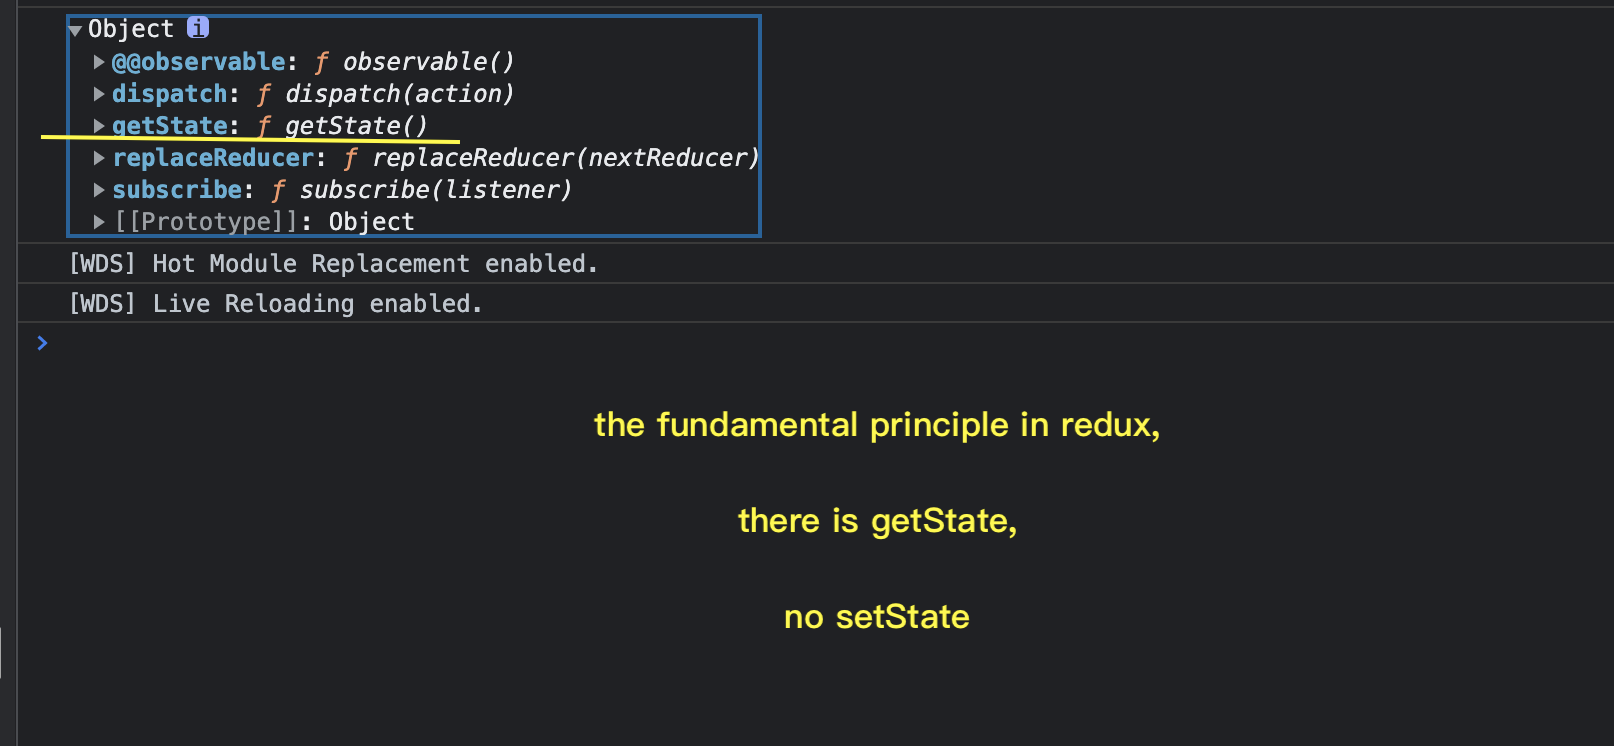 Object i
@@observable: ƒ observable()
dispatch: ƒ dispatch(action)
getState: ƒ getState()
replaceReducer: ƒ replaceReducer(nextReducer)
subscribe: ƒ subscribe(listener)
[[Prototype]]: Object
[WDS] Hot Module Replacement enabled.
[WDS] Live Reloading enabled.
the fundamental principle in redux,
there is getState,
no setState